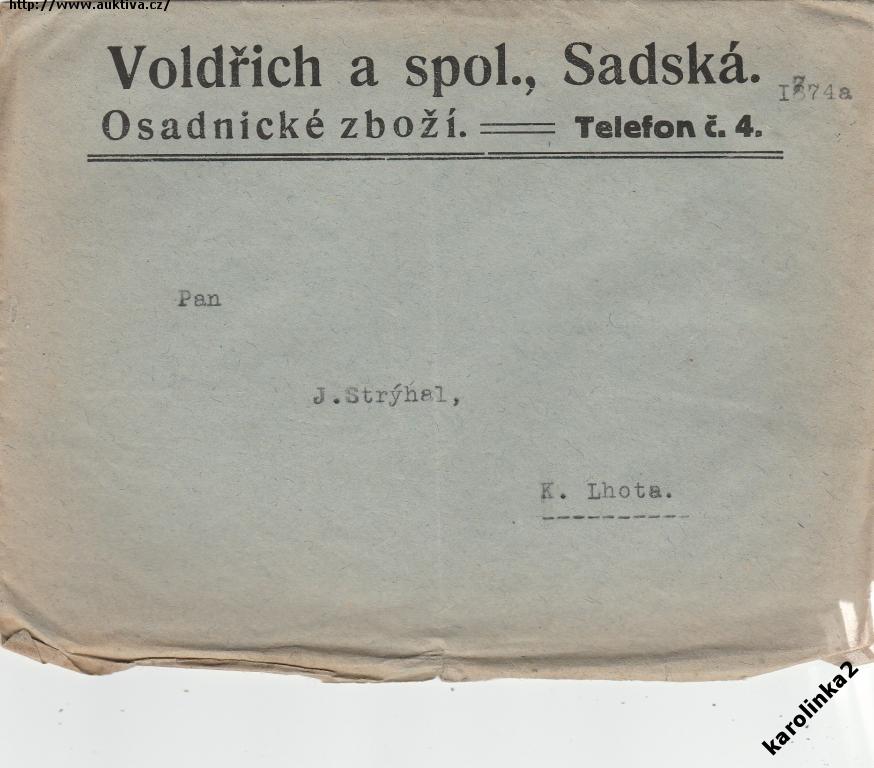 http://www.auktiva.cz/
Voldřich a spol., Sadská.
Osadnické zboží. Telefon č. 4.
Pan
J.Strýhal,
K. Lhota.
karolinka2